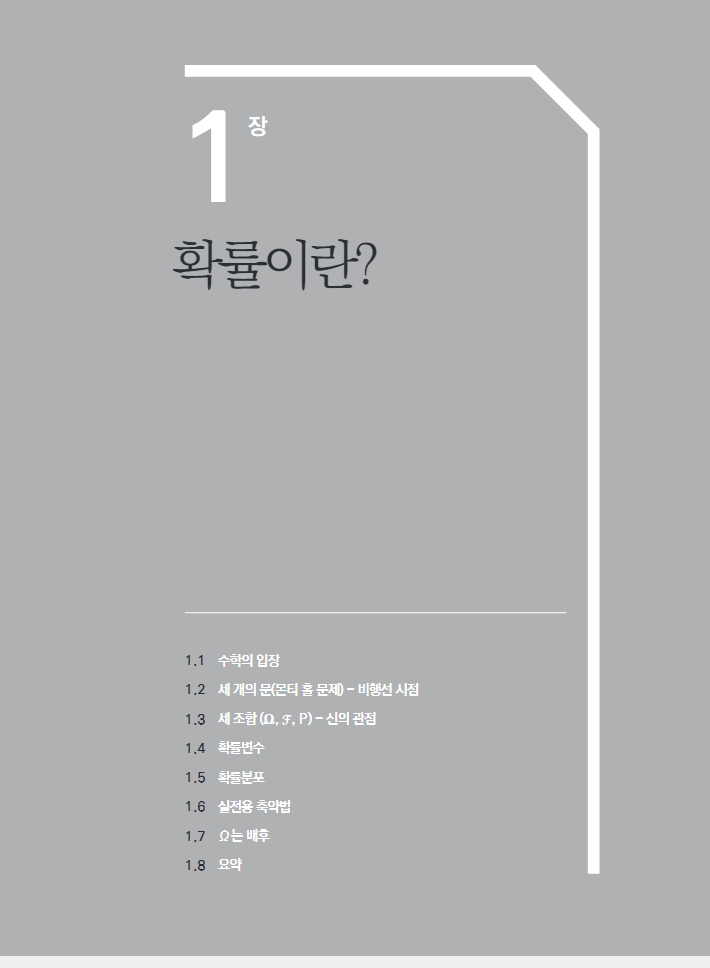 1 장
확률이란?
1.1 수학의 입장
1.2 세 개의 문(몬티 홀 문제) - 비행선 시점
1.3 세 조합 (Ω, ℱ, P) - 신의 관점
1.4 확률변수
1.5 확률분포
1.6 실전용 축약법
1.7 Ω는 배후
1.8 요약